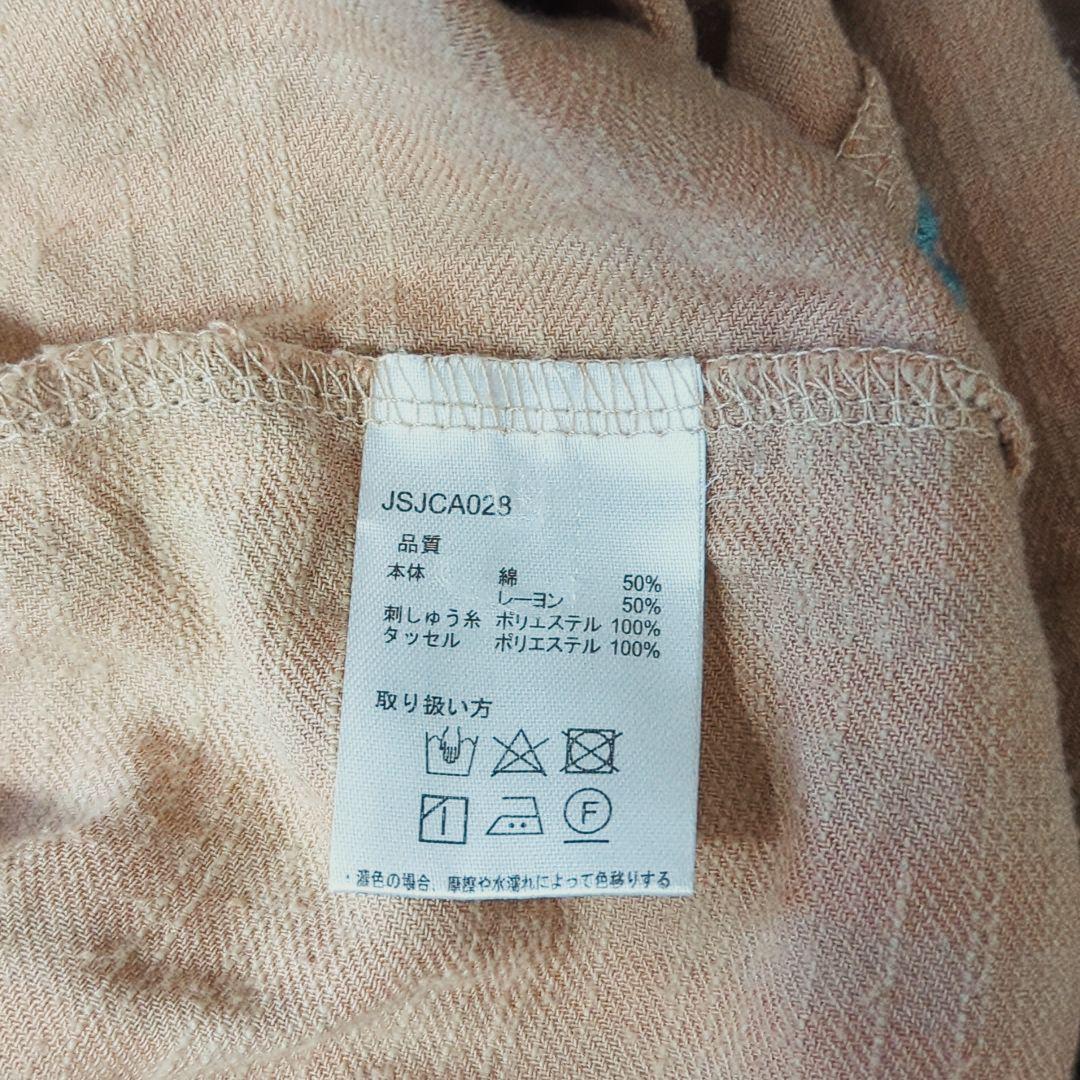 JSJCA028
品質
本体 綿 50%
レーヨン 50%
刺しゅう糸 ポリエステル 100%
タッセル ポリエステル 100%
取り扱い方
F
・濃色の場合、摩擦や水濡れによって色移りする